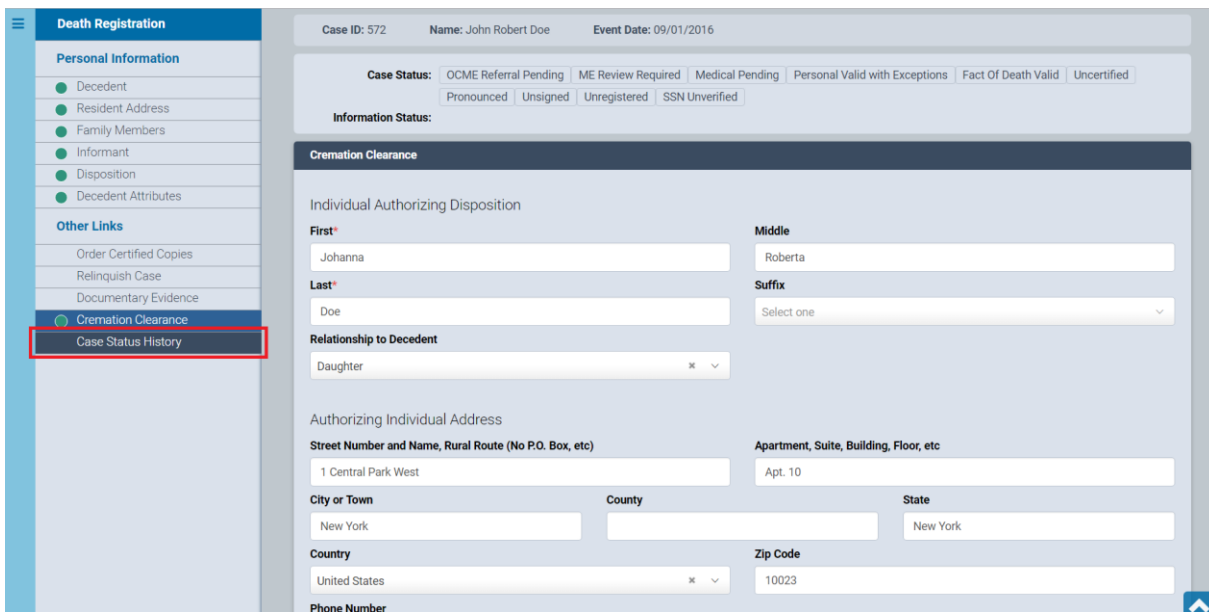 Death Registration
Personal Information
Decedent
Resident Address
Family Members
Informant
Disposition
Decedent Attributes
Other Links
Order Certified Copies
Relinquish Case
Documentary Evidence
Cremation Clearance
Case Status History
Case ID: 572 Name: John Robert Doe Event Date: 09/01/2016
Case Status: OCME Referral Pending ME Review Required Medical Pending Personal Valid with Exceptions Fact Of Death Valid Uncertified
Pronounced Unsigned Unregistered SSN Unverified
Information Status:
Cremation Clearance
Individual Authorizing Disposition
First* Middle
Johanna Roberta
Last* Suffix
Doe Select one
Relationship to Decedent
Daughter
Authorizing Individual Address
Street Number and Name, Rural Route (No P.O. Box, etc) Apartment, Suite, Building, Floor, etc
1 Central Park West Apt. 10
City or Town County State
New York New York
Country Zip Code
United States 10023
Phone Number